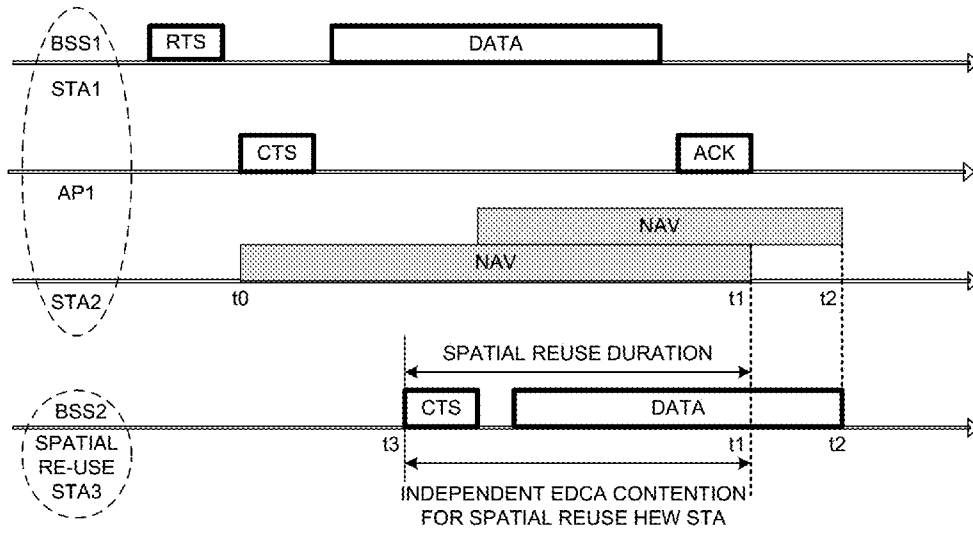 BSS1
RTS
DATA
STA1
CTS
ACK
AP1
NAV
NAV
STA2
t0
t1
t2
SPATIAL REUSE DURATION
BSS2
CTS
DATA
SPATIAL
RE-USE
STA3
t3
t1
t2
INDEPENDENT EDCA CONTENTION
FOR SPATIAL REUSE HEW STA